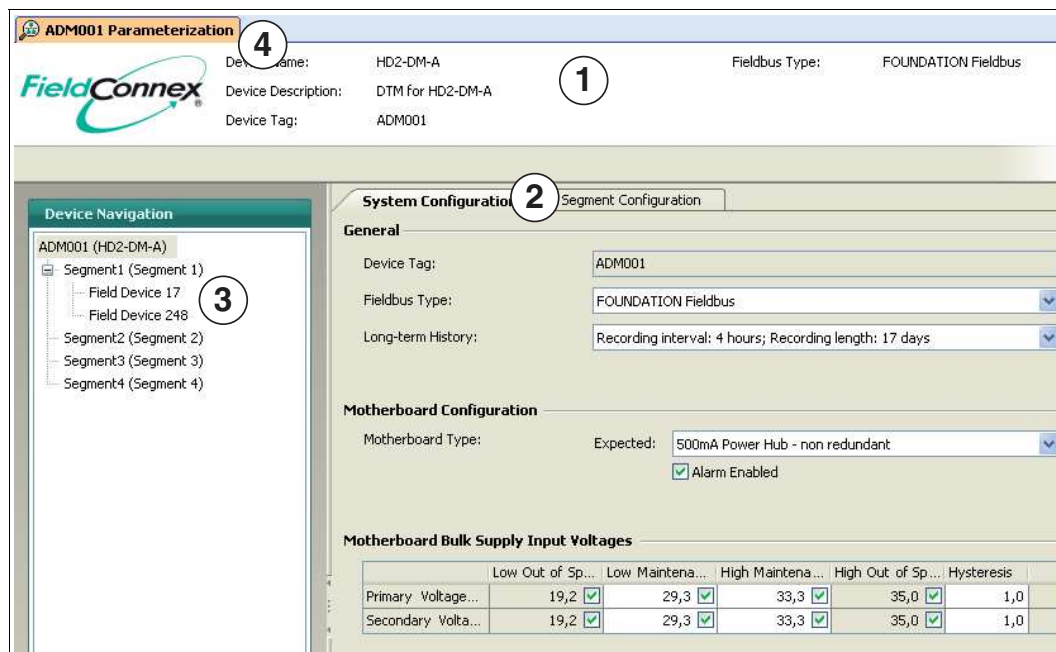 ADM001 Parameterization
4
FieldConnex®
Device Name: HD2-DM-A Fieldbus Type: FOUNDATION Fieldbus
1
Device Description: DTM for HD2-DM-A
Device Tag: ADM001
Device Navigation
ADM001 (HD2-DM-A)
Segment1 (Segment 1)
Field Device 17
Field Device 248
3
Segment2 (Segment 2)
Segment3 (Segment 3)
Segment4 (Segment 4)
System Configuration 2 Segment Configuration
General
Device Tag: ADM001
Fieldbus Type: FOUNDATION Fieldbus
Long-term History: Recording interval: 4 hours; Recording length: 17 days
Motherboard Configuration
Motherboard Type: Expected: 500mA Power Hub - non redundant
Alarm Enabled
Motherboard Bulk Supply Input Voltages
Low Out of Sp... Low Maintena... High Maintena... High Out of Sp... Hysteresis
Primary Voltage... 19,2 29,3 33,3 35,0 1,0
Secondary Volta... 19,2 29,3 33,3 35,0 1,0